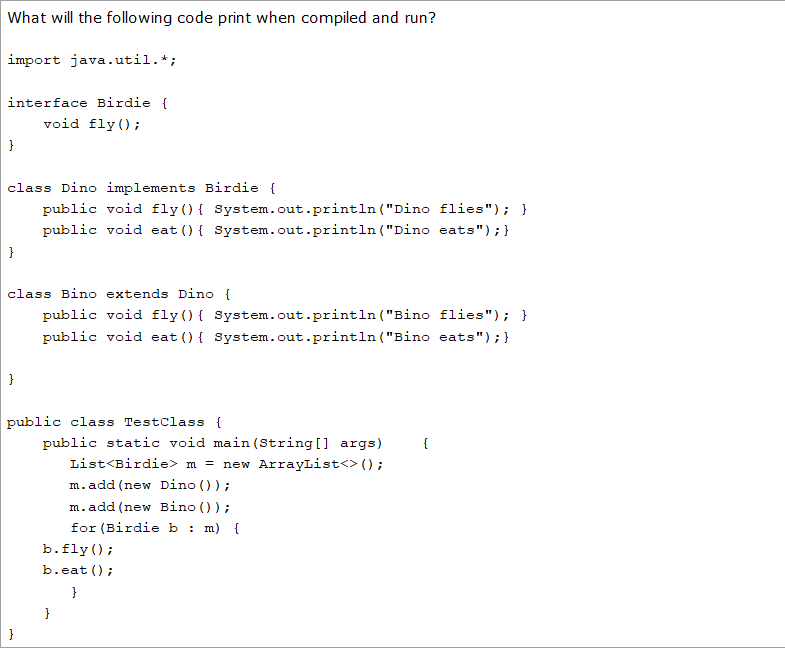 What will the following code print when compiled and run?
import java.util.*;
interface Birdie {
void fly();
}
class Dino implements Birdie {
public void fly(){ System.out.println("Dino flies"); }
public void eat(){ System.out.println("Dino eats");}
}
class Bino extends Dino {
public void fly(){ System.out.println("Bino flies"); }
public void eat(){ System.out.println("Bino eats");}
}
public class TestClass {
public static void main(String[] args)    {
List<Birdie> m = new ArrayList<>();
m.add(new Dino());
m.add(new Bino());
for(Birdie b : m) {
b.fly();
b.eat();
}
}
}